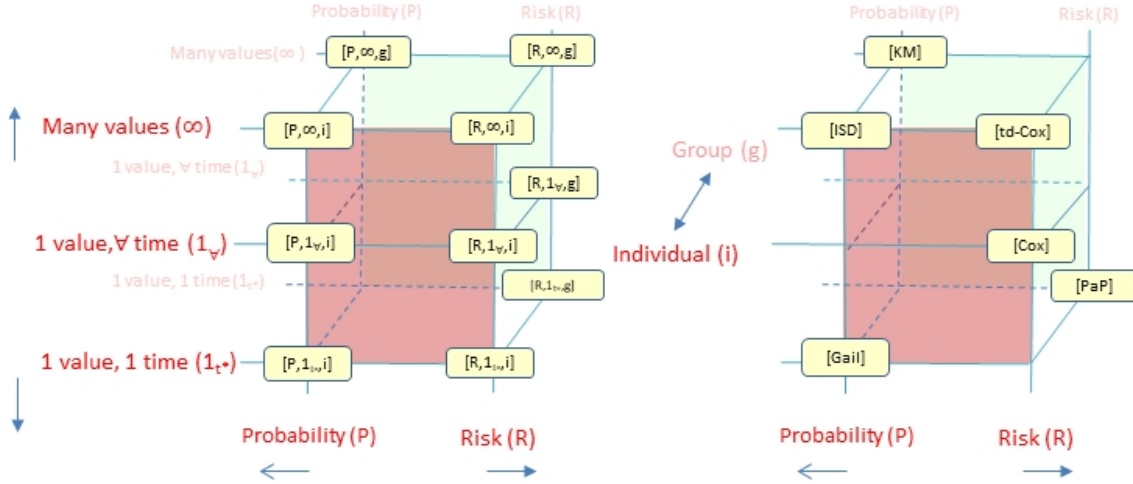 Probability (P)
Risk (R)
Many values (∞)
[P,∞,g]
[R,∞,g]
Many values (∞)
[P,∞,i]
[R,∞,i]
1 value, ∀ time (1∀)
[R,1∀,g]
1 value,∀ time (1∀)
[P,1∀,i]
[R,1∀,i]
1 value, 1 time (1t*)
[R,1t*,g]
1 value, 1 time (1t*)
[P,1t*,i]
[R,1t*,i]
Probability (P)
Risk (R)
Probability (P)
Risk (R)
[KM]
[ISD]
[td-Cox]
Group (g)
Individual (i)
[Cox]
[PaP]
[Gail]
Probability (P)
Risk (R)